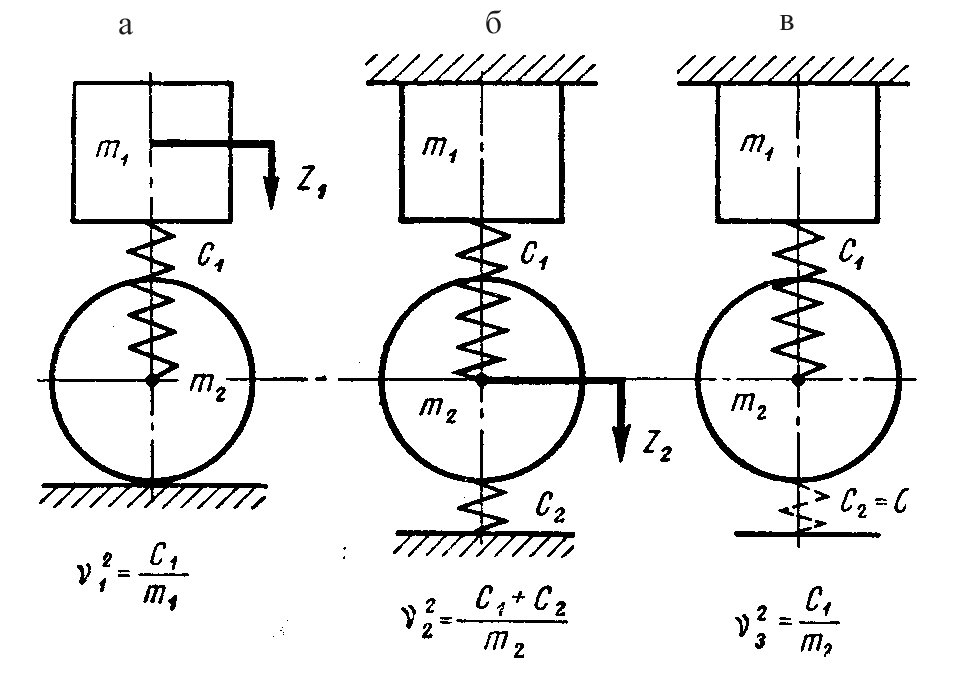 а б в
m₁ m₁ m₁
Z₁
C₁ C₁ C₁
m₂ m₂ m₂
Z₂
C₂ C₂ = C
ν₁² = C₁/m₁ ν₂² = (C₁ + C₂)/m₂ ν₃² = C₁/m₂